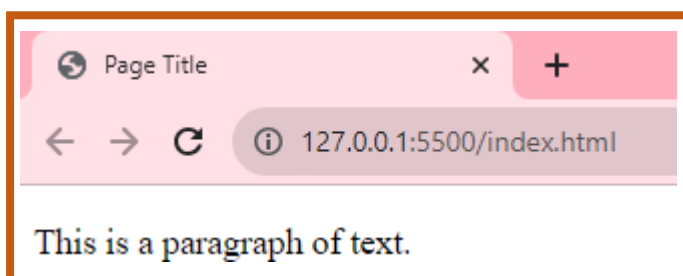 Page Title
127.0.0.1:5500/index.html
This is a paragraph of text.